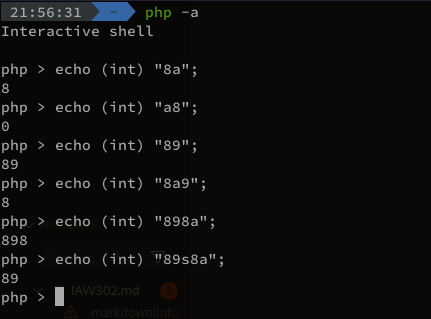 21:56:31 ~ php -a
Interactive shell
php > echo (int) "8a";
8
php > echo (int) "a8";
0
php > echo (int) "89";
89
php > echo (int) "8a9";
8
php > echo (int) "898a";
898
php > echo (int) "89s8a";
89
IAW302.md
php >
markdownlint